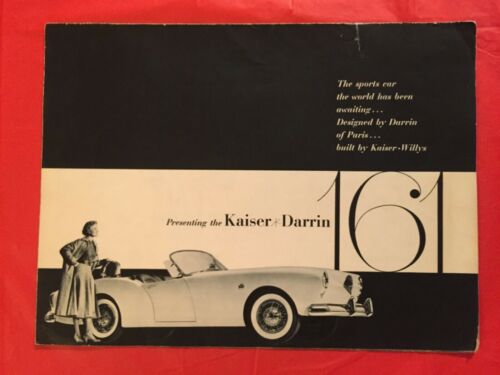 The sports car
the world has been
awaiting...
Designed by Darrin
of Paris...
built by Kaiser-Willys
Presenting the Kaiser Darrin 161